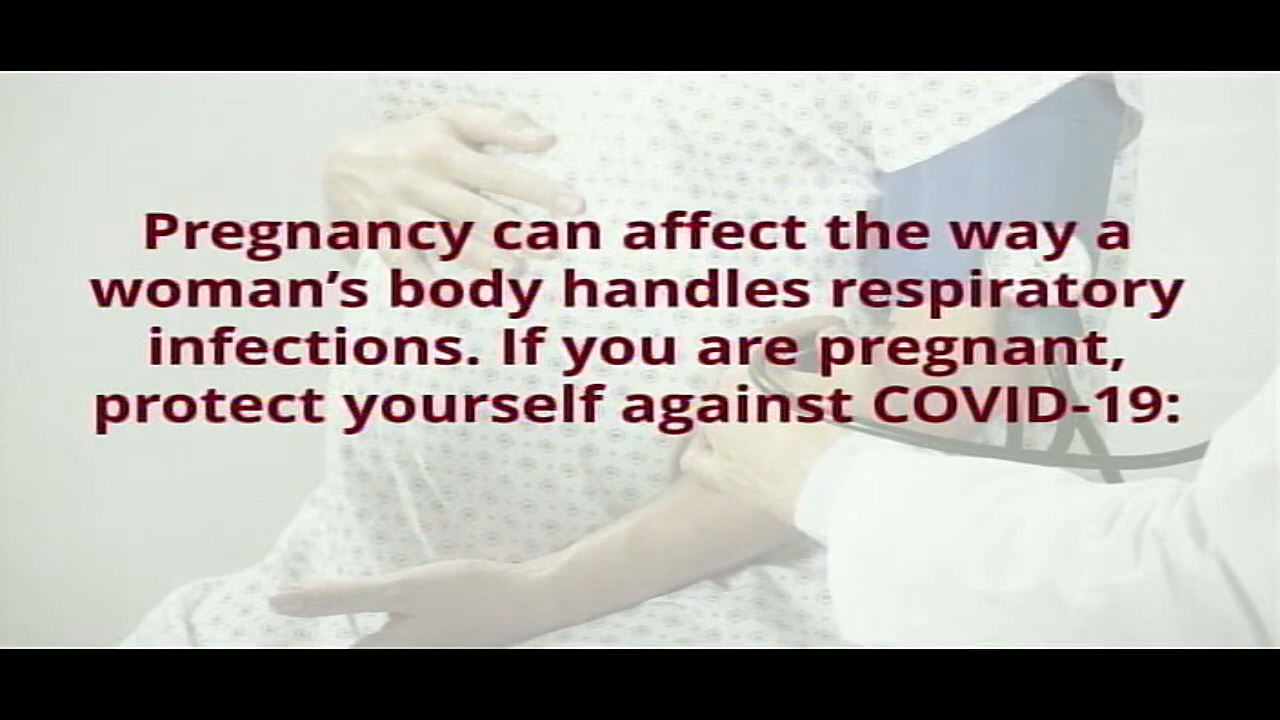 Pregnancy can affect the way a
woman’s body handles respiratory
infections. If you are pregnant,
protect yourself against COVID-19: